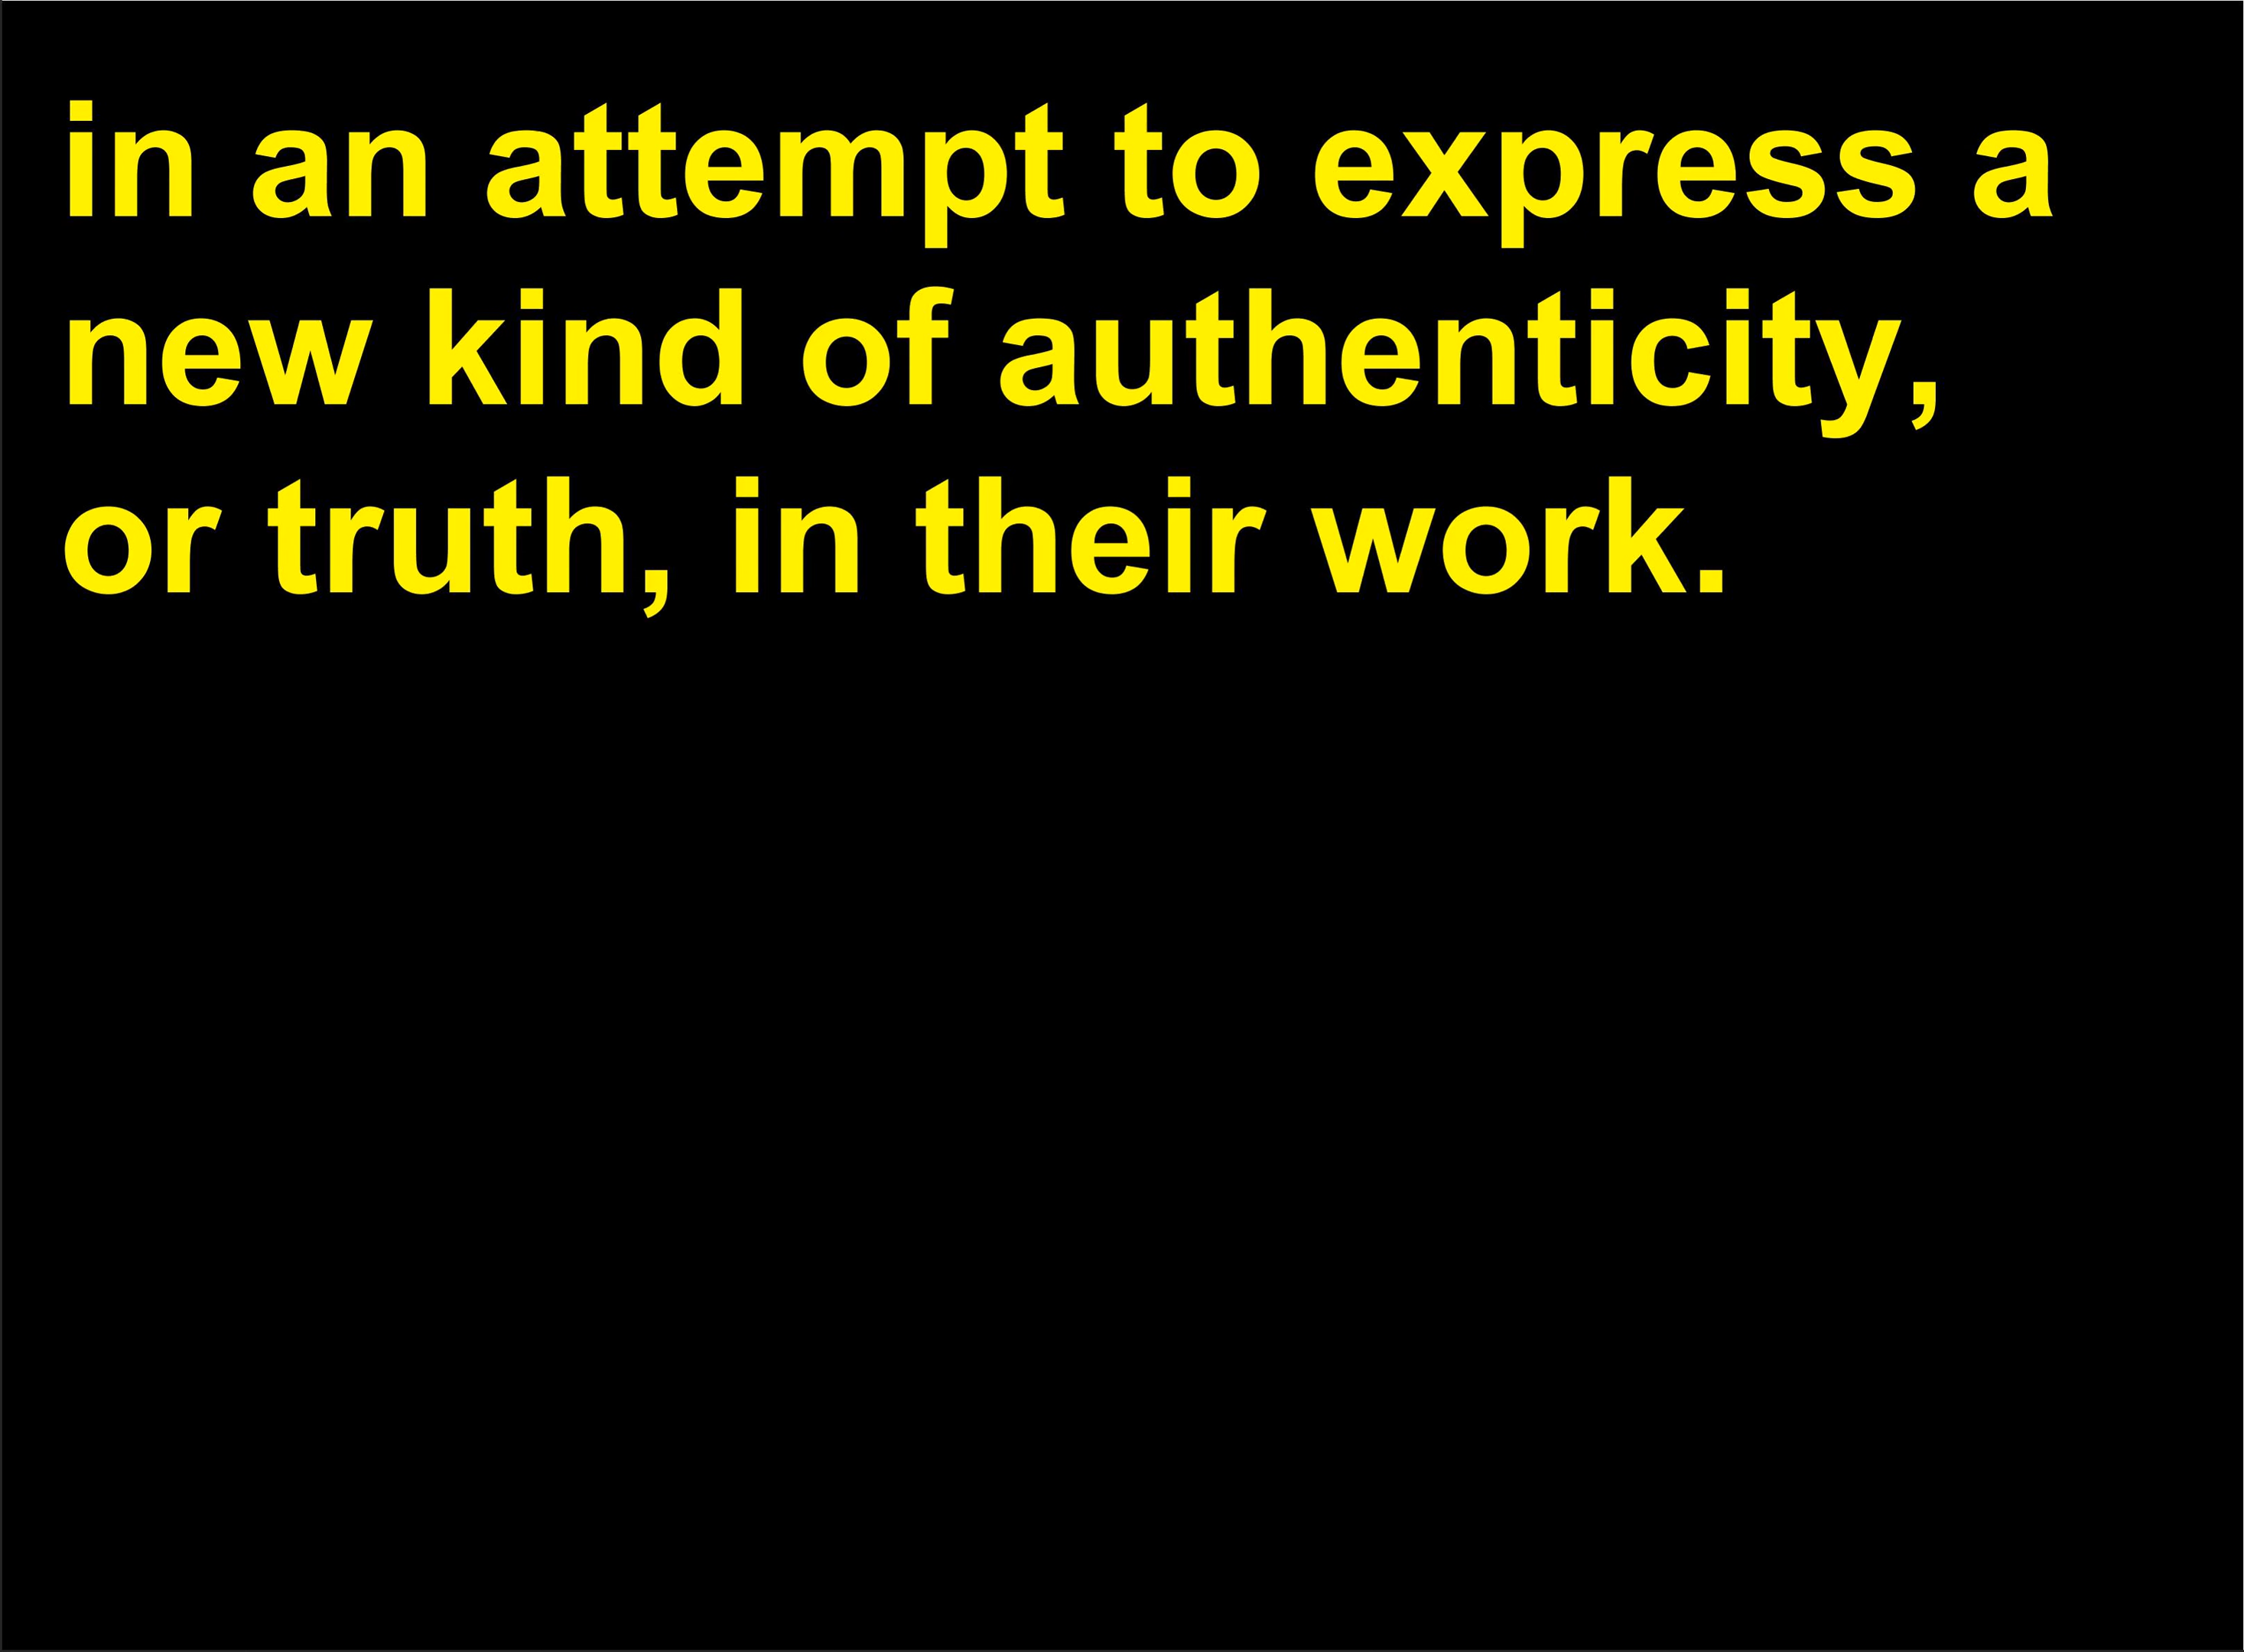 in an attempt to express a
new kind of authenticity,
or truth, in their work.